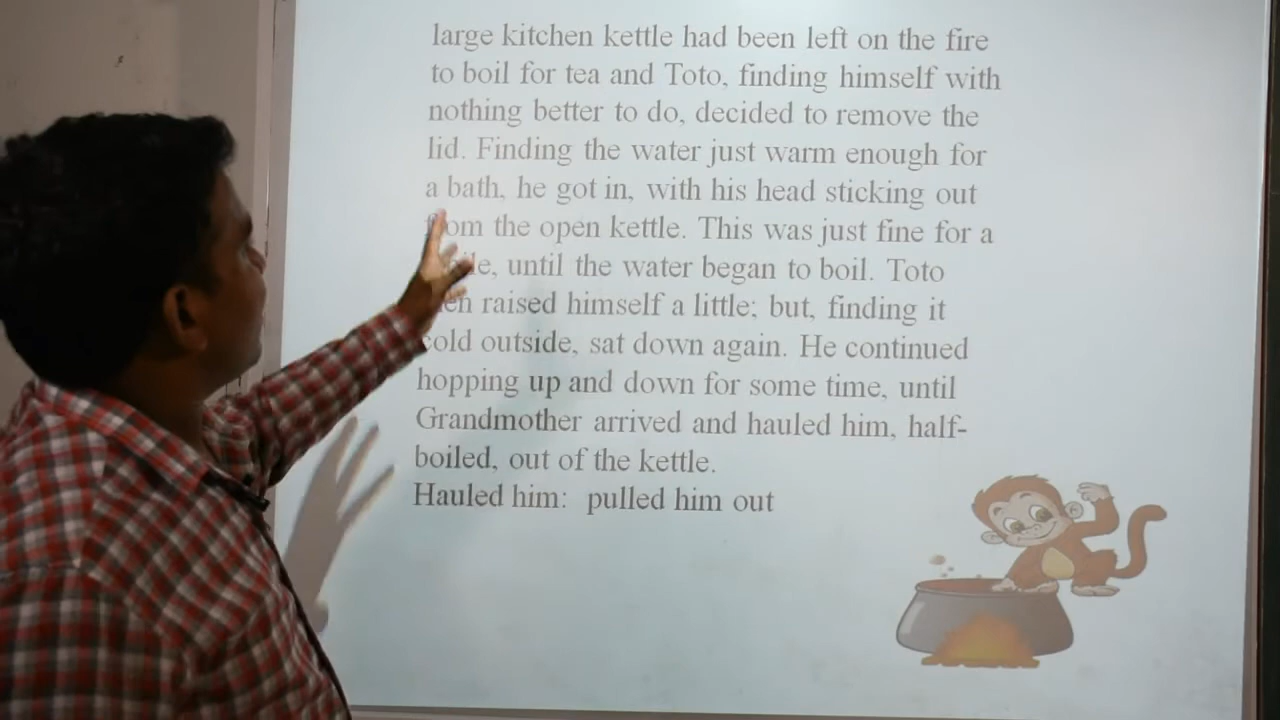 large kitchen kettle had been left on the fire
to boil for tea and Toto, finding himself with
nothing better to do, decided to remove the
lid. Finding the water just warm enough for
a bath, he got in, with his head sticking out
from the open kettle. This was just fine for a
until the water began to boil. Toto
raised himself a little; but, finding it
cold outside, sat down again. He continued
hopping up and down for some time, until
Grandmother arrived and hauled him, half-
boiled, out of the kettle.
Hauled him: pulled him out